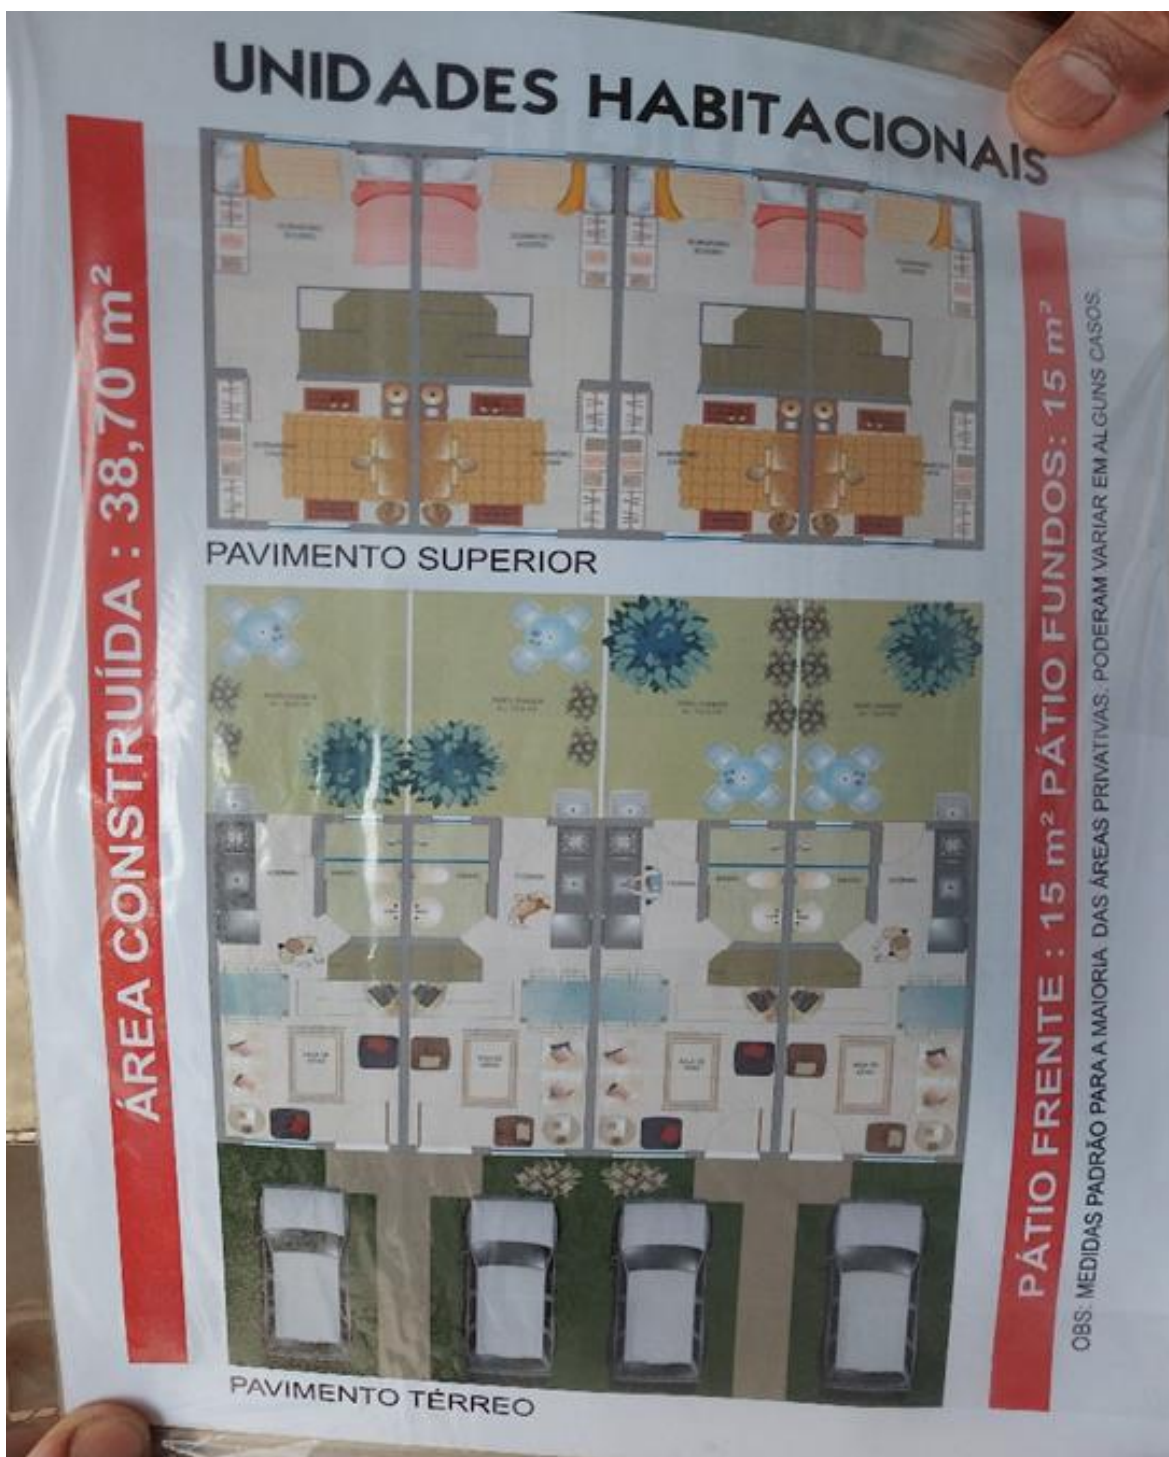 UNIDADES HABITACIONAIS
ÁREA CONSTRUÍDA : 38,70 m²
PAVIMENTO SUPERIOR
PAVIMENTO TÉRREO
PÁTIO FRENTE : 15 m² PÁTIO FUNDOS: 15 m²
OBS: MEDIDAS PADRÃO PARA A MAIORIA DAS ÁREAS PRIVATIVAS. PODERAM VARIAR EM ALGUNS CASOS.